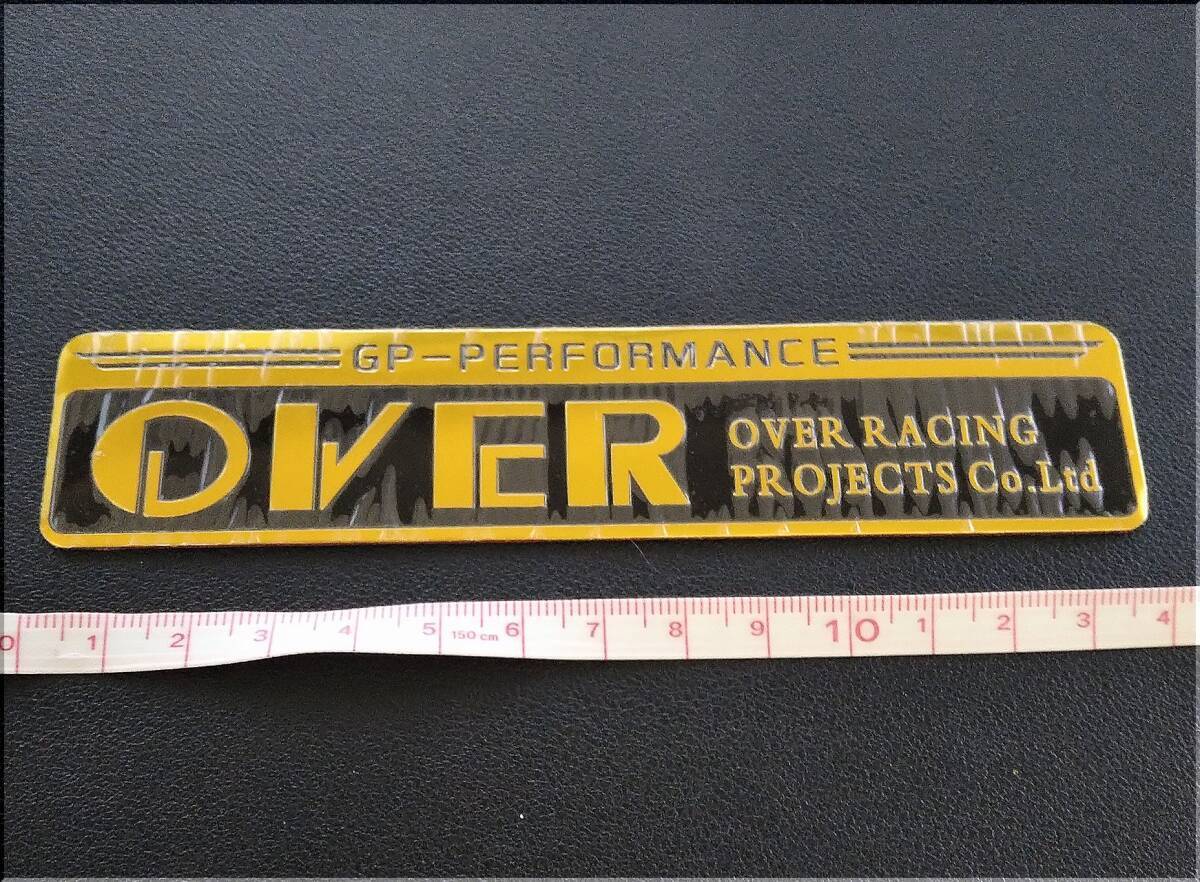 GP-PERFORMANCE
OVER
OVER RACING
PROJECTS Co.Ltd
0 1 2 3 4 5 150 cm 6 7 8 9 10 1 2 3 4